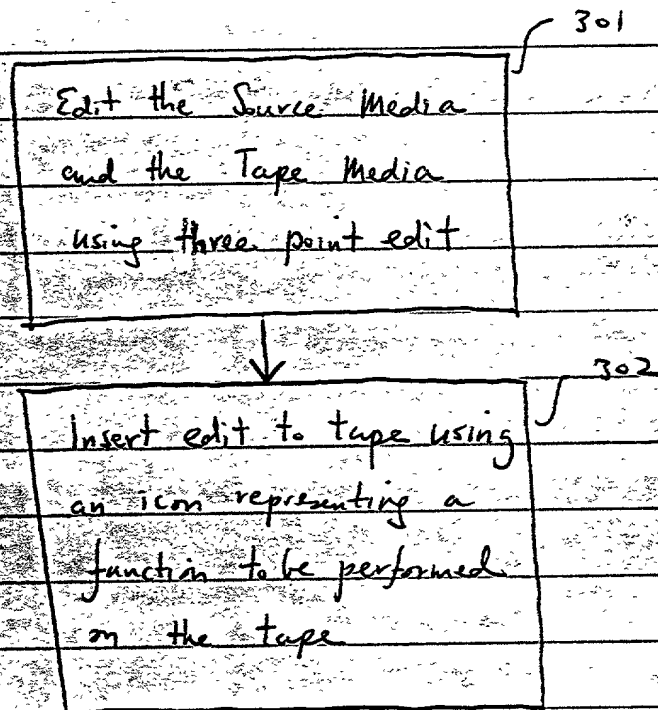 301
Edit the Source Media
and the Tape Media
using three point edit
302
Insert edit to tape using
an icon representing a
function to be performed
on the tape